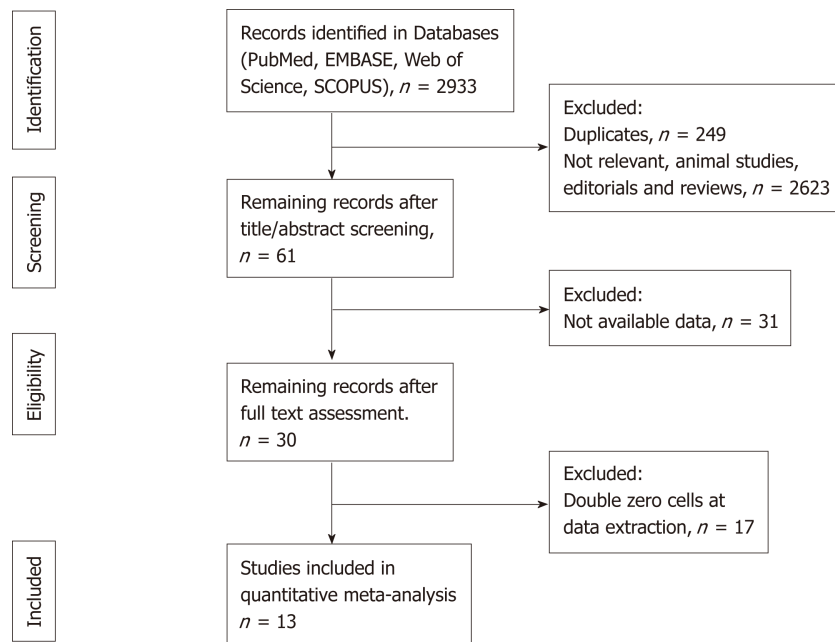 Identification
Records identified in Databases
(PubMed, EMBASE, Web of
Science, SCOPUS), n = 2933
Excluded:
Duplicates, n = 249
Not relevant, animal studies,
editorials and reviews, n = 2623
Screening
Remaining records after
title/abstract screening,
n = 61
Excluded:
Not available data, n = 31
Eligibility
Remaining records after
full text assessment.
n = 30
Excluded:
Double zero cells at
data extraction, n = 17
Included
Studies included in
quantitative meta-analysis
n = 13